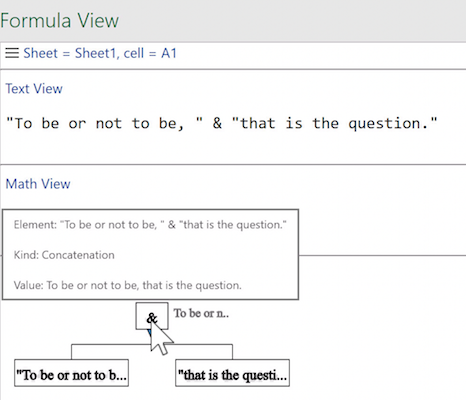 Formula View
Sheet = Sheet1, cell = A1
Text View
"To be or not to be, " & "that is the question."
Math View
Element: "To be or not to be, " & "that is the question."
Kind: Concatenation
Value: To be or not to be, that is the question.
& To be or n..
"To be or not to b... "that is the questi...